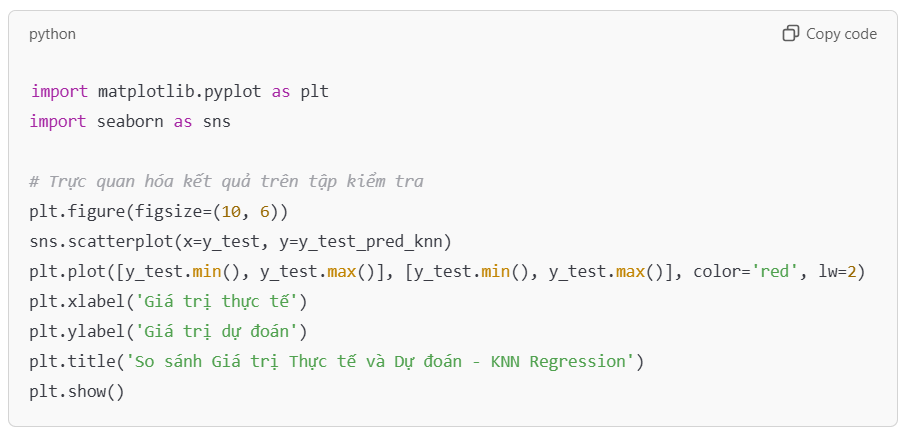 python
Copy code
import matplotlib.pyplot as plt
import seaborn as sns
# Trực quan hóa kết quả trên tập kiểm tra
plt.figure(figsize=(10, 6))
sns.scatterplot(x=y_test, y=y_test_pred_knn)
plt.plot([y_test.min(), y_test.max()], [y_test.min(), y_test.max()], color='red', lw=2)
plt.xlabel('Giá trị thực tế')
plt.ylabel('Giá trị dự đoán')
plt.title('So sánh Giá trị Thực tế và Dự đoán - KNN Regression')
plt.show()